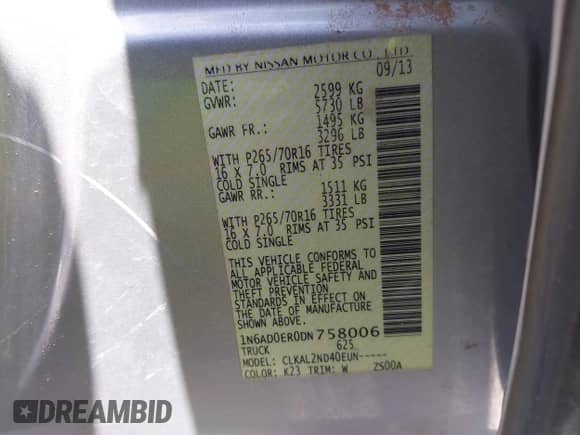 MFD BY NISSAN MOTOR CO., LTD.
DATE: 09/13
GVWR: 2599 KG
5730 LB
GAWR FR.: 1495 KG
3296 LB
WITH P265/70R16 TIRES
16 X 7.0 RIMS AT 35 PSI
COLD SINGLE
GAWR RR.: 1511 KG
3331 LB
WITH P265/70R16 TIRES
16 X 7.0 RIMS AT 35 PSI
COLD SINGLE
THIS VEHICLE CONFORMS TO
ALL APPLICABLE FEDERAL
MOTOR VEHICLE SAFETY AND
THEFT PREVENTION
STANDARDS IN EFFECT ON
THE DATE OF MANUFACTURE
SHOWN ABOVE.
1N6AD0ER0DN758006
TRUCK 625
MODEL: CLKAL2ND40EUN-----
COLOR: K23 TRIM: W ZS00A
DREAMBID